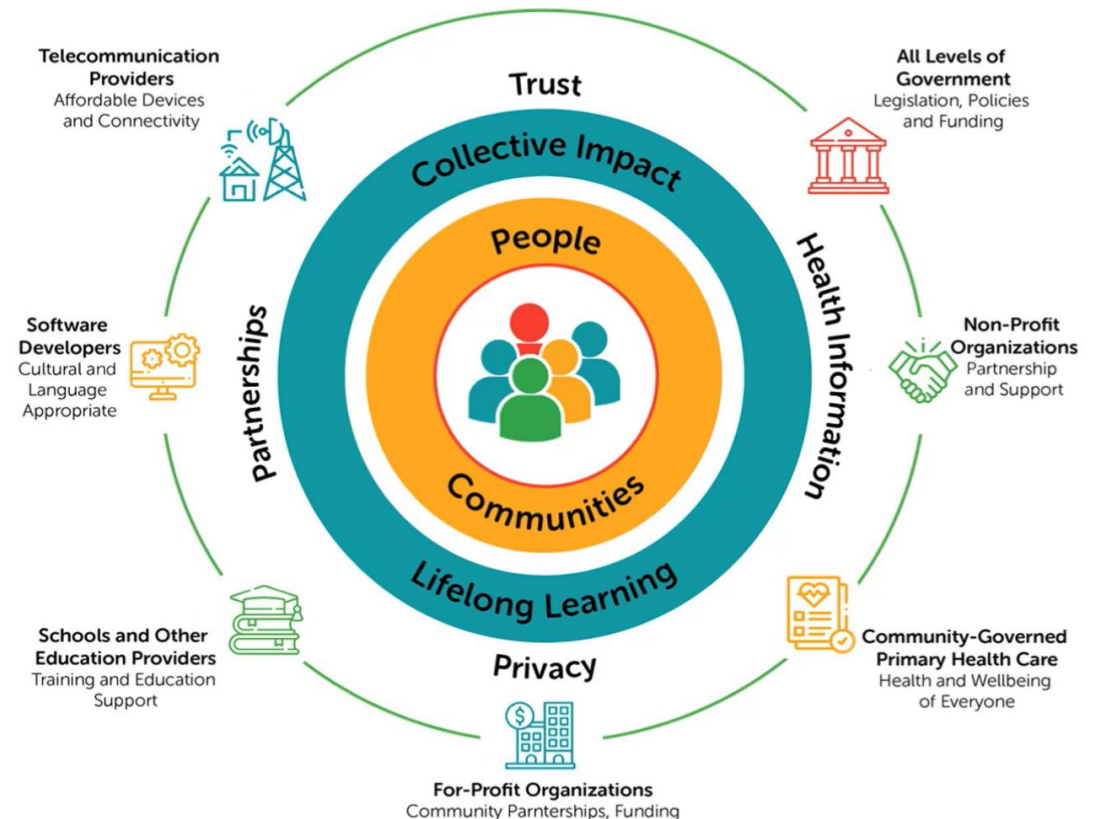 Telecommunication
Providers
Affordable Devices
and Connectivity
Trust
All Levels of
Government
Legislation, Policies
and Funding
Collective Impact
People
Health Information
Partnerships
Software
Developers
Cultural and
Language
Appropriate
Non-Profit
Organizations
Partnership
and Support
Communities
Lifelong Learning
Privacy
Schools and Other
Education Providers
Training and Education
Support
$
Community-Governed
Primary Health Care
Health and Wellbeing
of Everyone
For-Profit Organizations
Community Parnterships, Funding